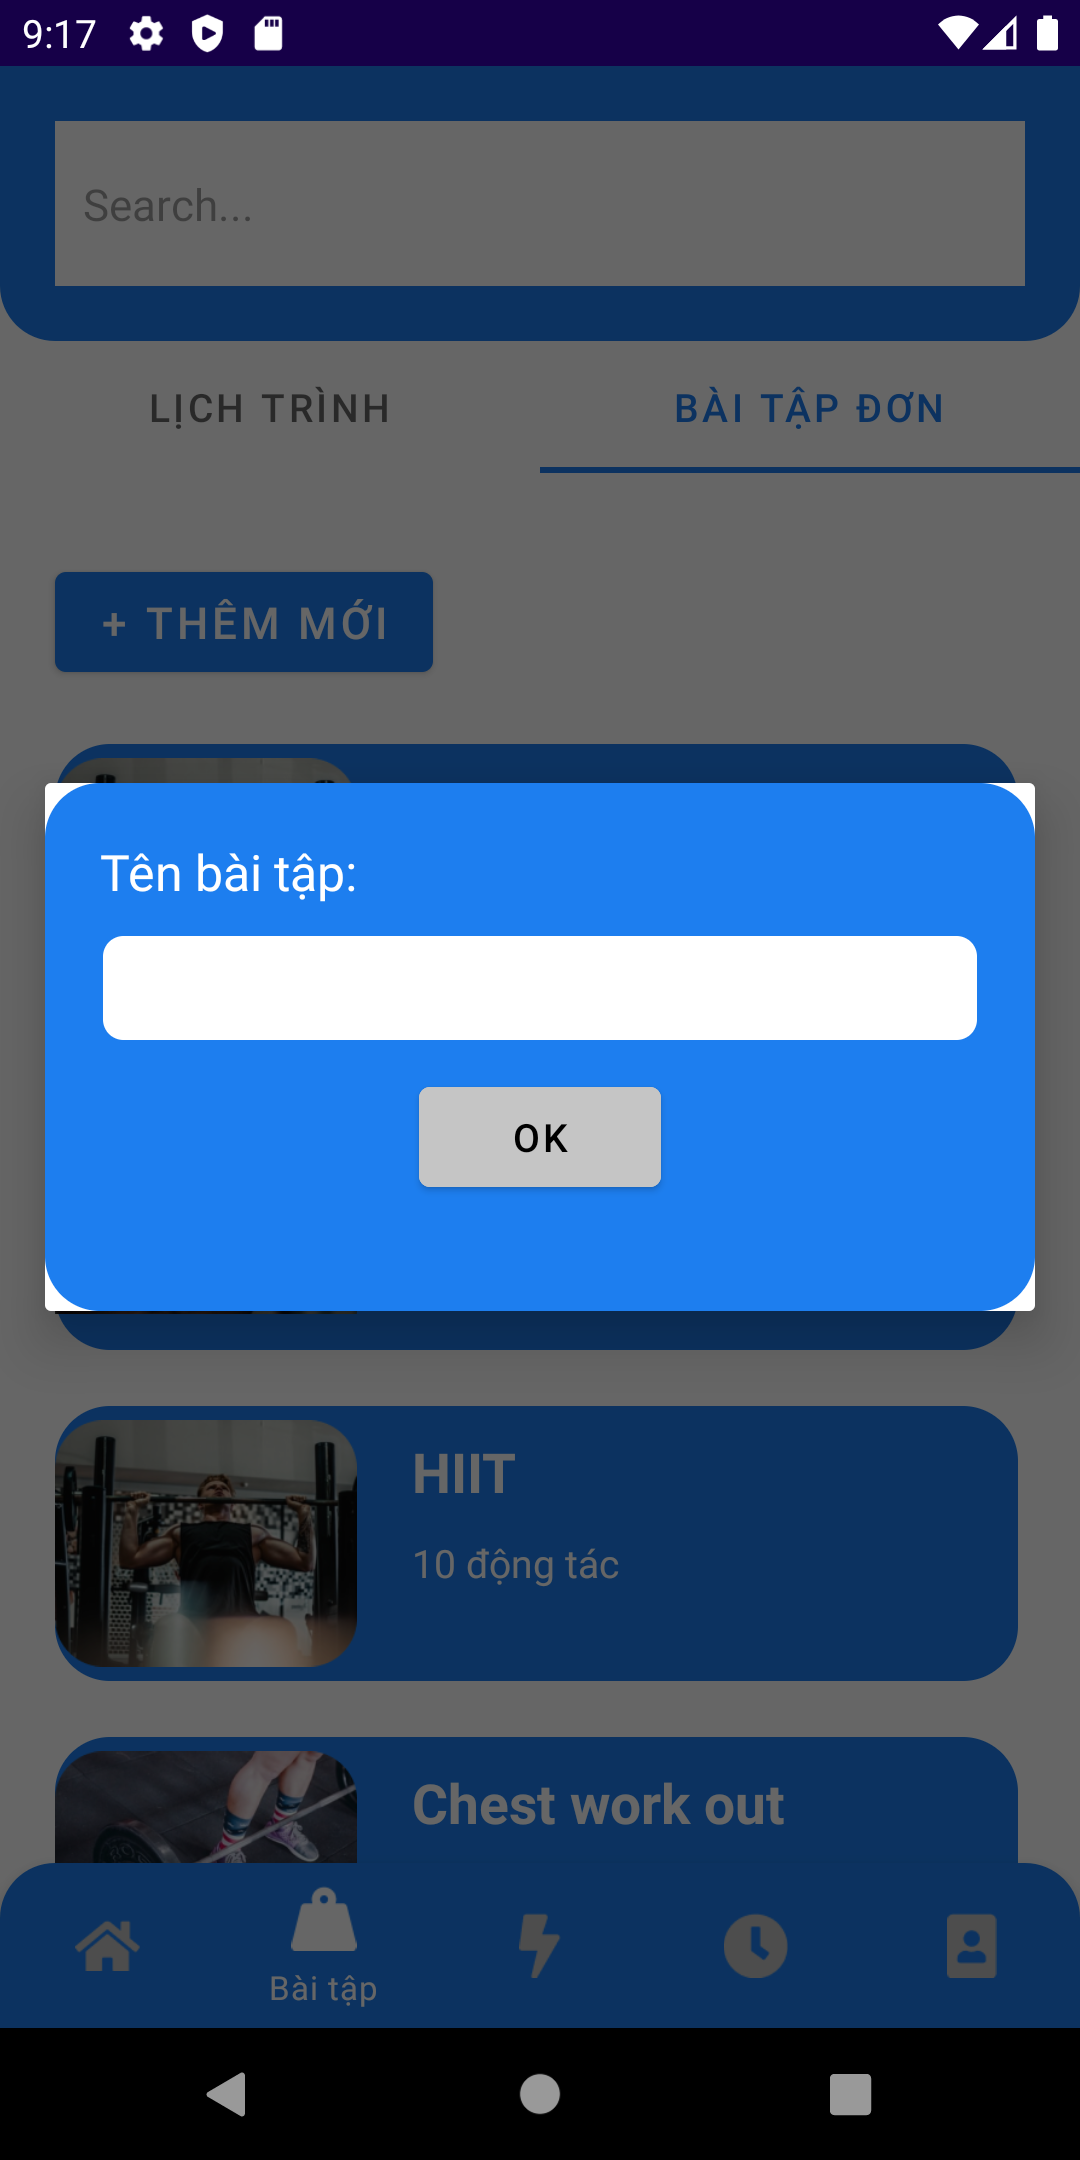 9:17
Search...
LỊCH TRÌNH
BÀI TẬP ĐƠN
+ THÊM MỚI
Tên bài tập:
OK
HIIT
10 động tác
Chest work out
Bài tập